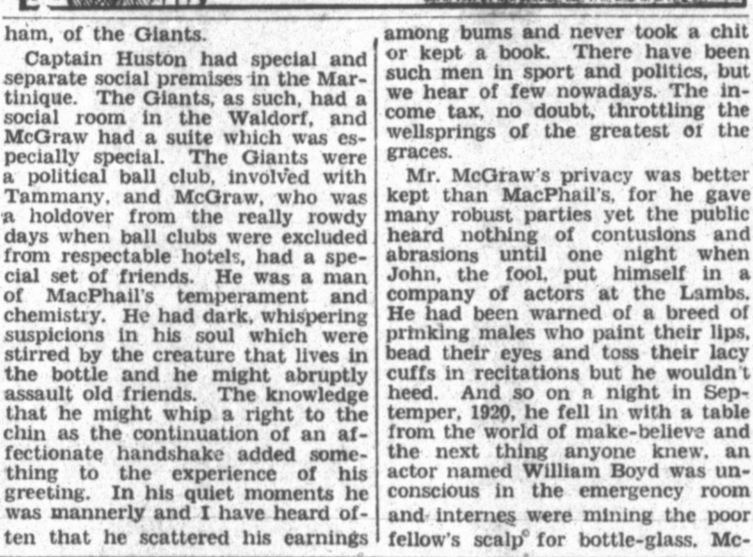 ham, of the Giants.
Captain Huston had special and
separate social premises in the Mar-
tinique. The Giants, as such, had a
social room in the Waldorf, and
McGraw had a suite which was es-
pecially special. The Giants were
a political ball club, involved with
Tammany, and McGraw, who was
a holdover from the really rowdy
days when ball clubs were excluded
from respectable hotels, had a spe-
cial set of friends. He was a man
of MacPhail's temperament and
chemistry. He had dark, whispering
suspicions in his soul which were
stirred by the creature that lives in
the bottle and he might abruptly
assault old friends. The knowledge
that he might whip a right to the
chin as the continuation of an af-
fectionate handshake added some-
thing to the experience of his
greeting. In his quiet moments he
was mannerly and I have heard of-
ten that he scattered his earnings
among bums and never took a chit
or kept a book. There have been
such men in sport and politics, but
we hear of few nowadays. The in-
come tax, no doubt, throttling the
wellsprings of the greatest of the
graces.
Mr. McGraw's privacy was better
kept than MacPhail's, for he gave
many robust parties yet the public
heard nothing of contusions and
abrasions until one night when
John, the fool, put himself in a
company of actors at the Lambs.
He had been warned of a breed of
prinking males who paint their lips,
bead their eyes and toss their lacy
cuffs in recitations but he wouldn't
heed. And so on a night in Sep-
temper, 1920, he fell in with a table
from the world of make-believe and
the next thing anyone knew, an
actor named William Boyd was un-
conscious in the emergency room
and internes were mining the poor
fellow's scalp for bottle-glass. Mc-